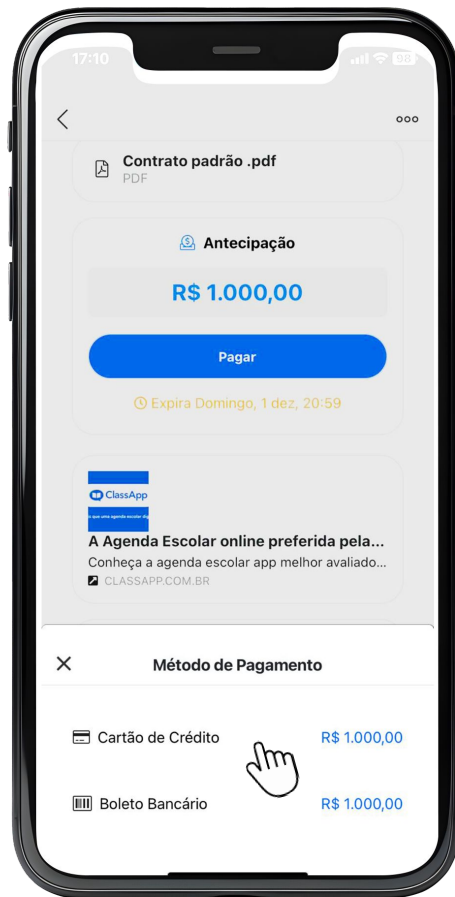 17:10
98
Contrato padrão .pdf
PDF
Antecipação
R$ 1.000,00
Pagar
Expira Domingo, 1 dez, 20:59
ClassApp
A Agenda Escolar online preferida pela...
Conheça a agenda escolar app melhor avaliado...
CLASSAPP.COM.BR
Método de Pagamento
Cartão de Crédito R$ 1.000,00
Boleto Bancário R$ 1.000,00